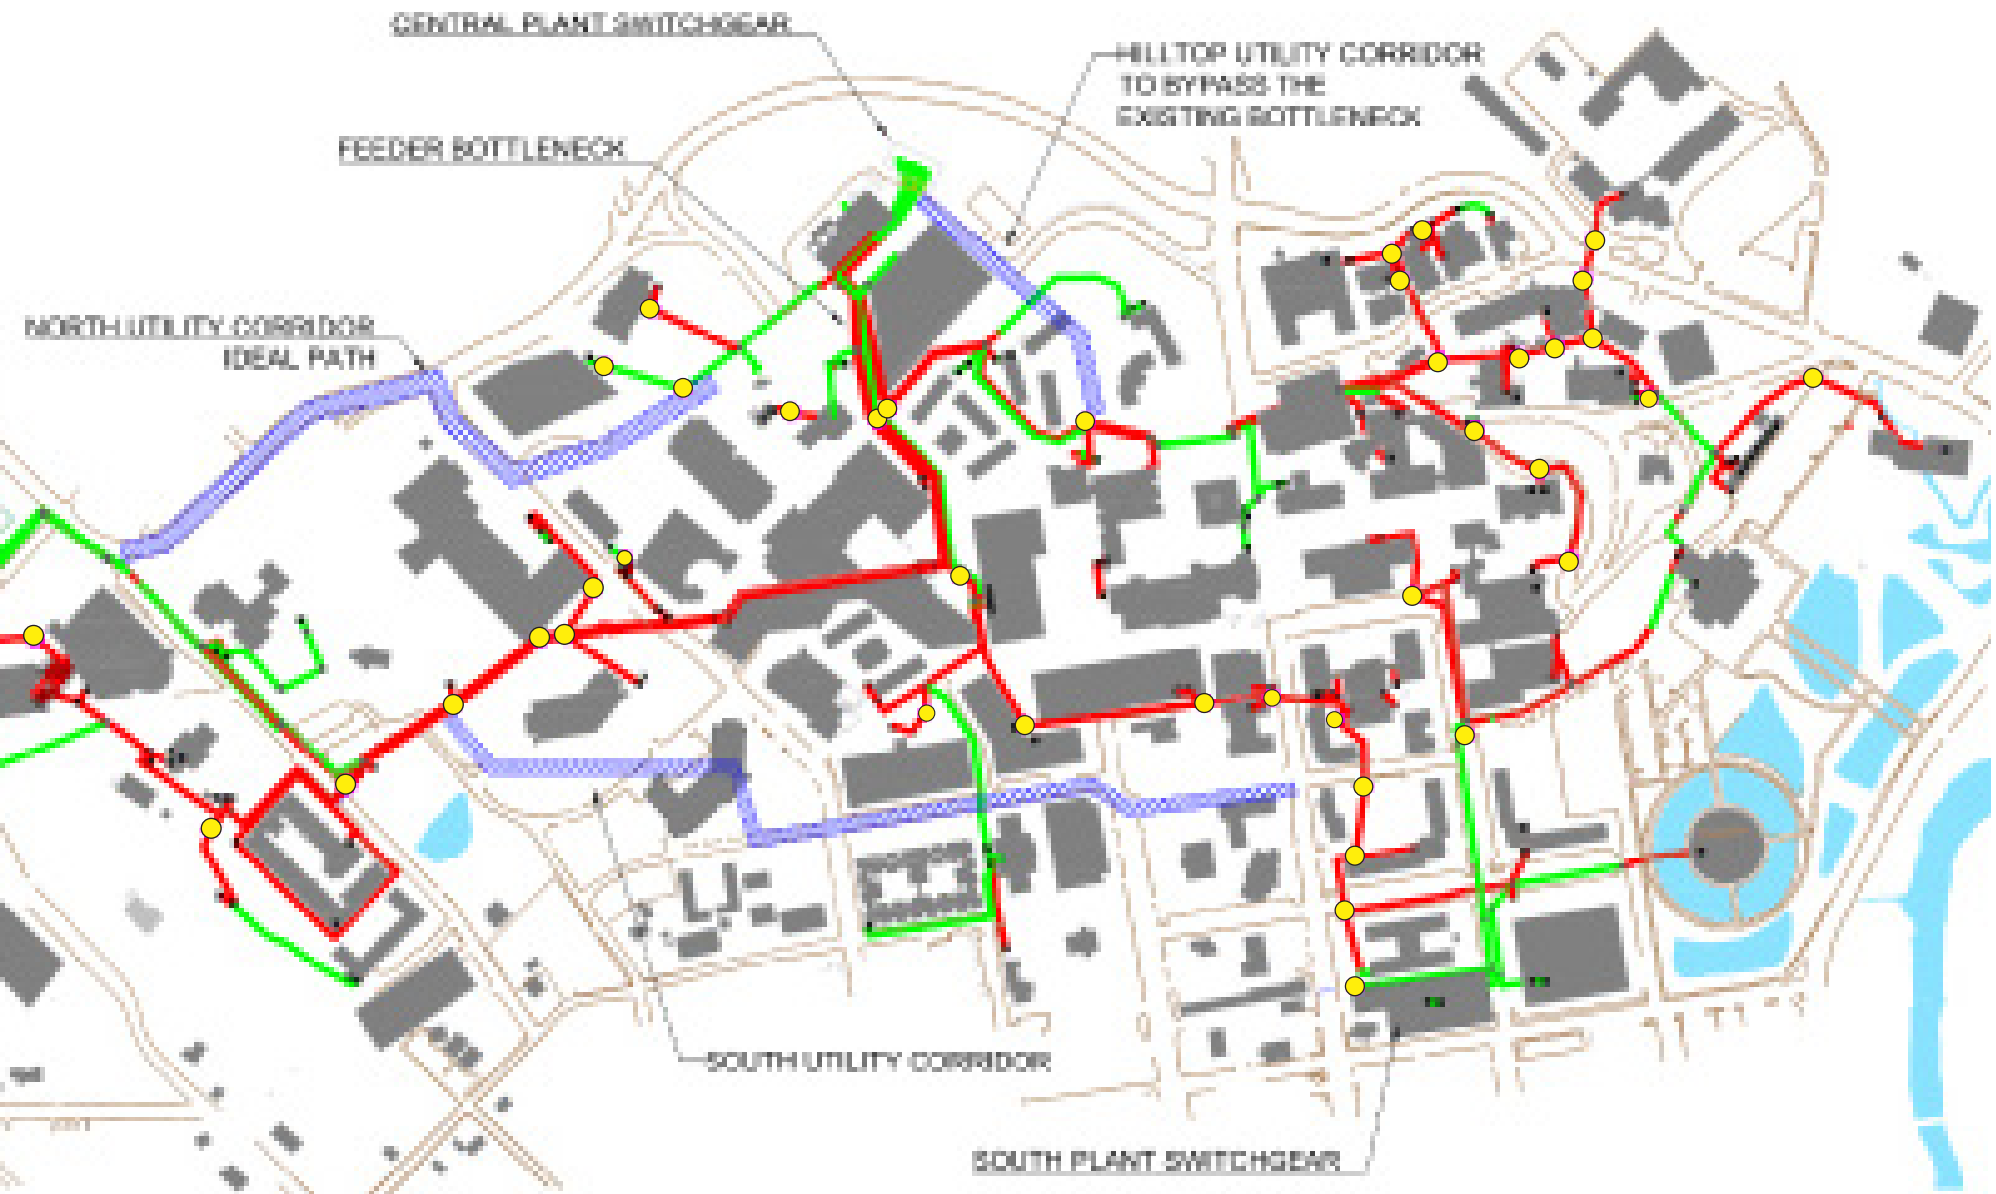 CENTRAL PLANT SWITCHGEAR
HILLTOP UTILITY CORRIDOR
TO BYPASS THE
EXISTING BOTTLENECK
FEEDER BOTTLENECK
NORTH UTILITY CORRIDOR
IDEAL PATH
SOUTH UTILITY CORRIDOR
SOUTH PLANT SWITCHGEAR